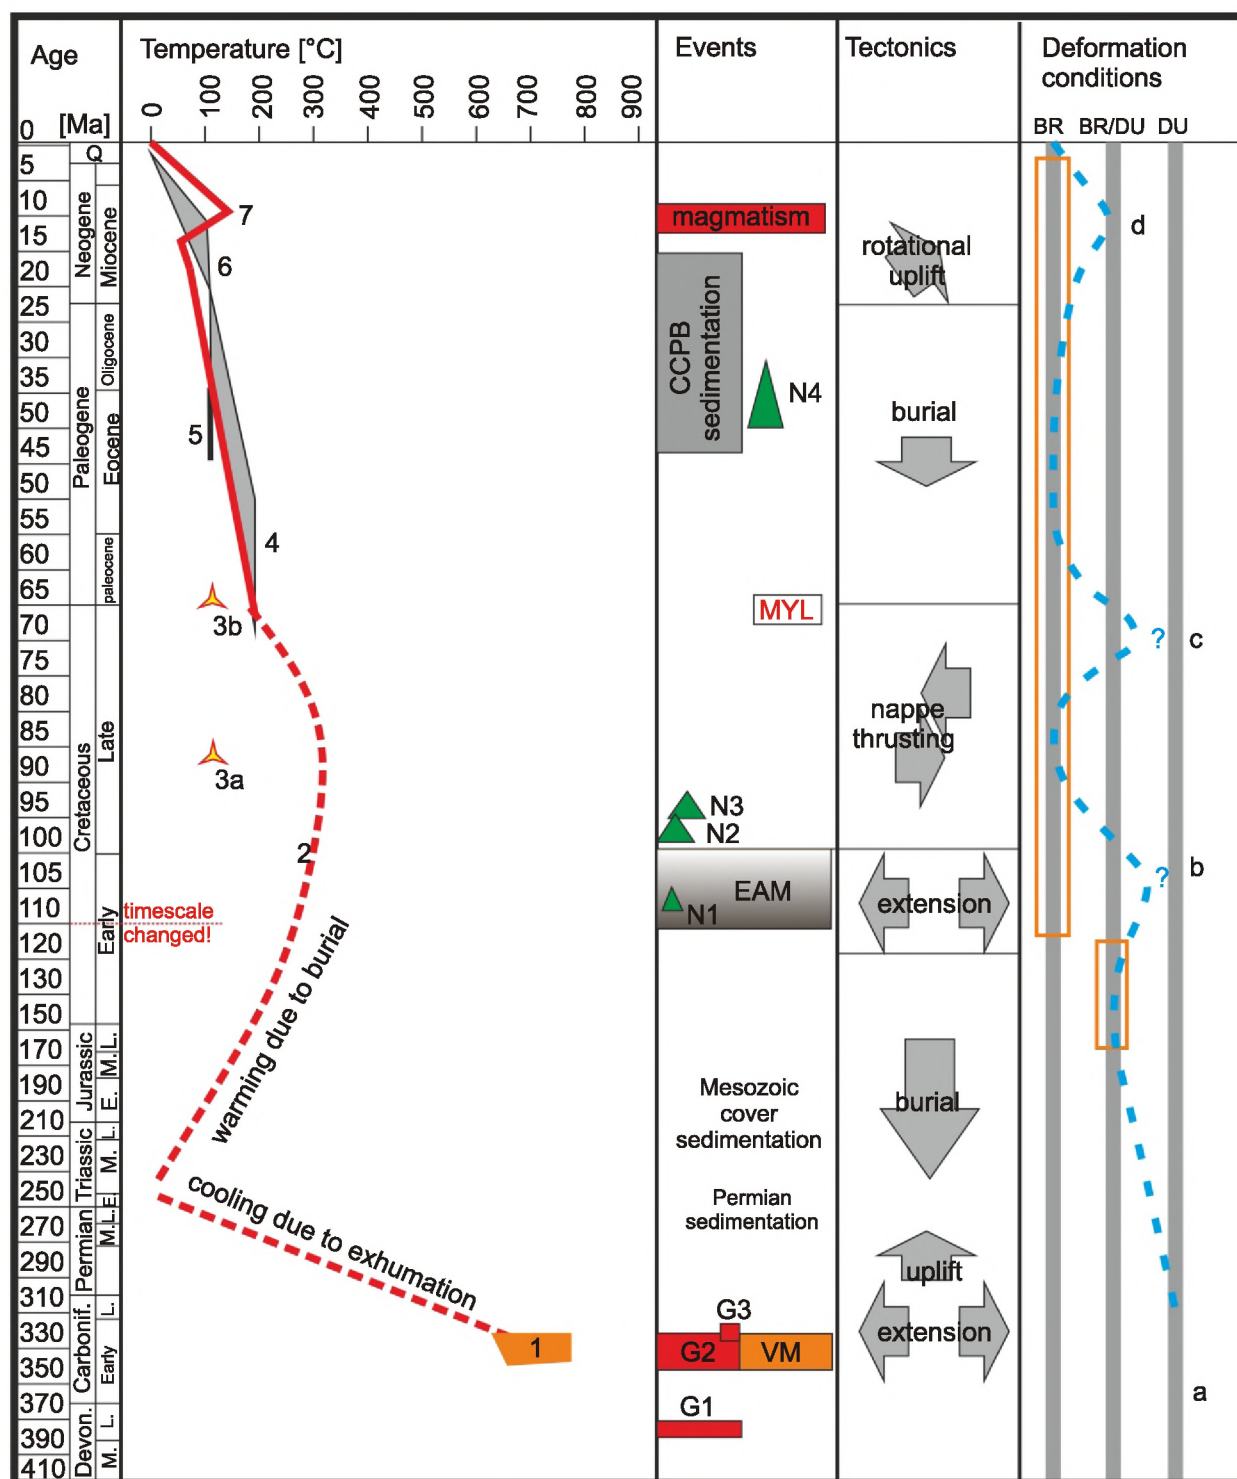 Age
Temperature [°C]
Events
Tectonics
Deformation
conditions
0
100
200
300
400
500
600
700
800
900
BR
BR/DU
DU
0
[Ma]
5
10
15
20
25
30
35
50
45
50
55
60
65
70
75
80
85
90
95
100
105
110
120
130
150
170
190
210
230
250
270
290
310
330
350
370
390
410
Q
Neogene
Miocene
Paleogene
Oligocene
Eocene
paleocene
Cretaceous
Late
Early
Jurassic
L.
M.
E.
Triassic
L.
M.
E.
Permian
L.
M.
Carbonif.
L.
Early
Devon.
L.
M.
7
6
5
4
3b
3a
2
1
timescale
changed!
warming due to burial
cooling due to exhumation
magmatism
CCPB
sedimentation
N4
MYL
N3
N2
EAM
N1
Mesozoic
cover
sedimentation
Permian
sedimentation
G3
G2
VM
G1
rotational
uplift
burial
nappe
thrusting
extension
burial
uplift
extension
d
?
c
b
?
a